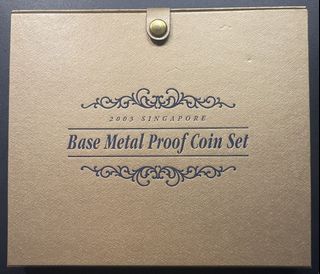 2003 SINGAPORE
Base Metal Proof Coin Set